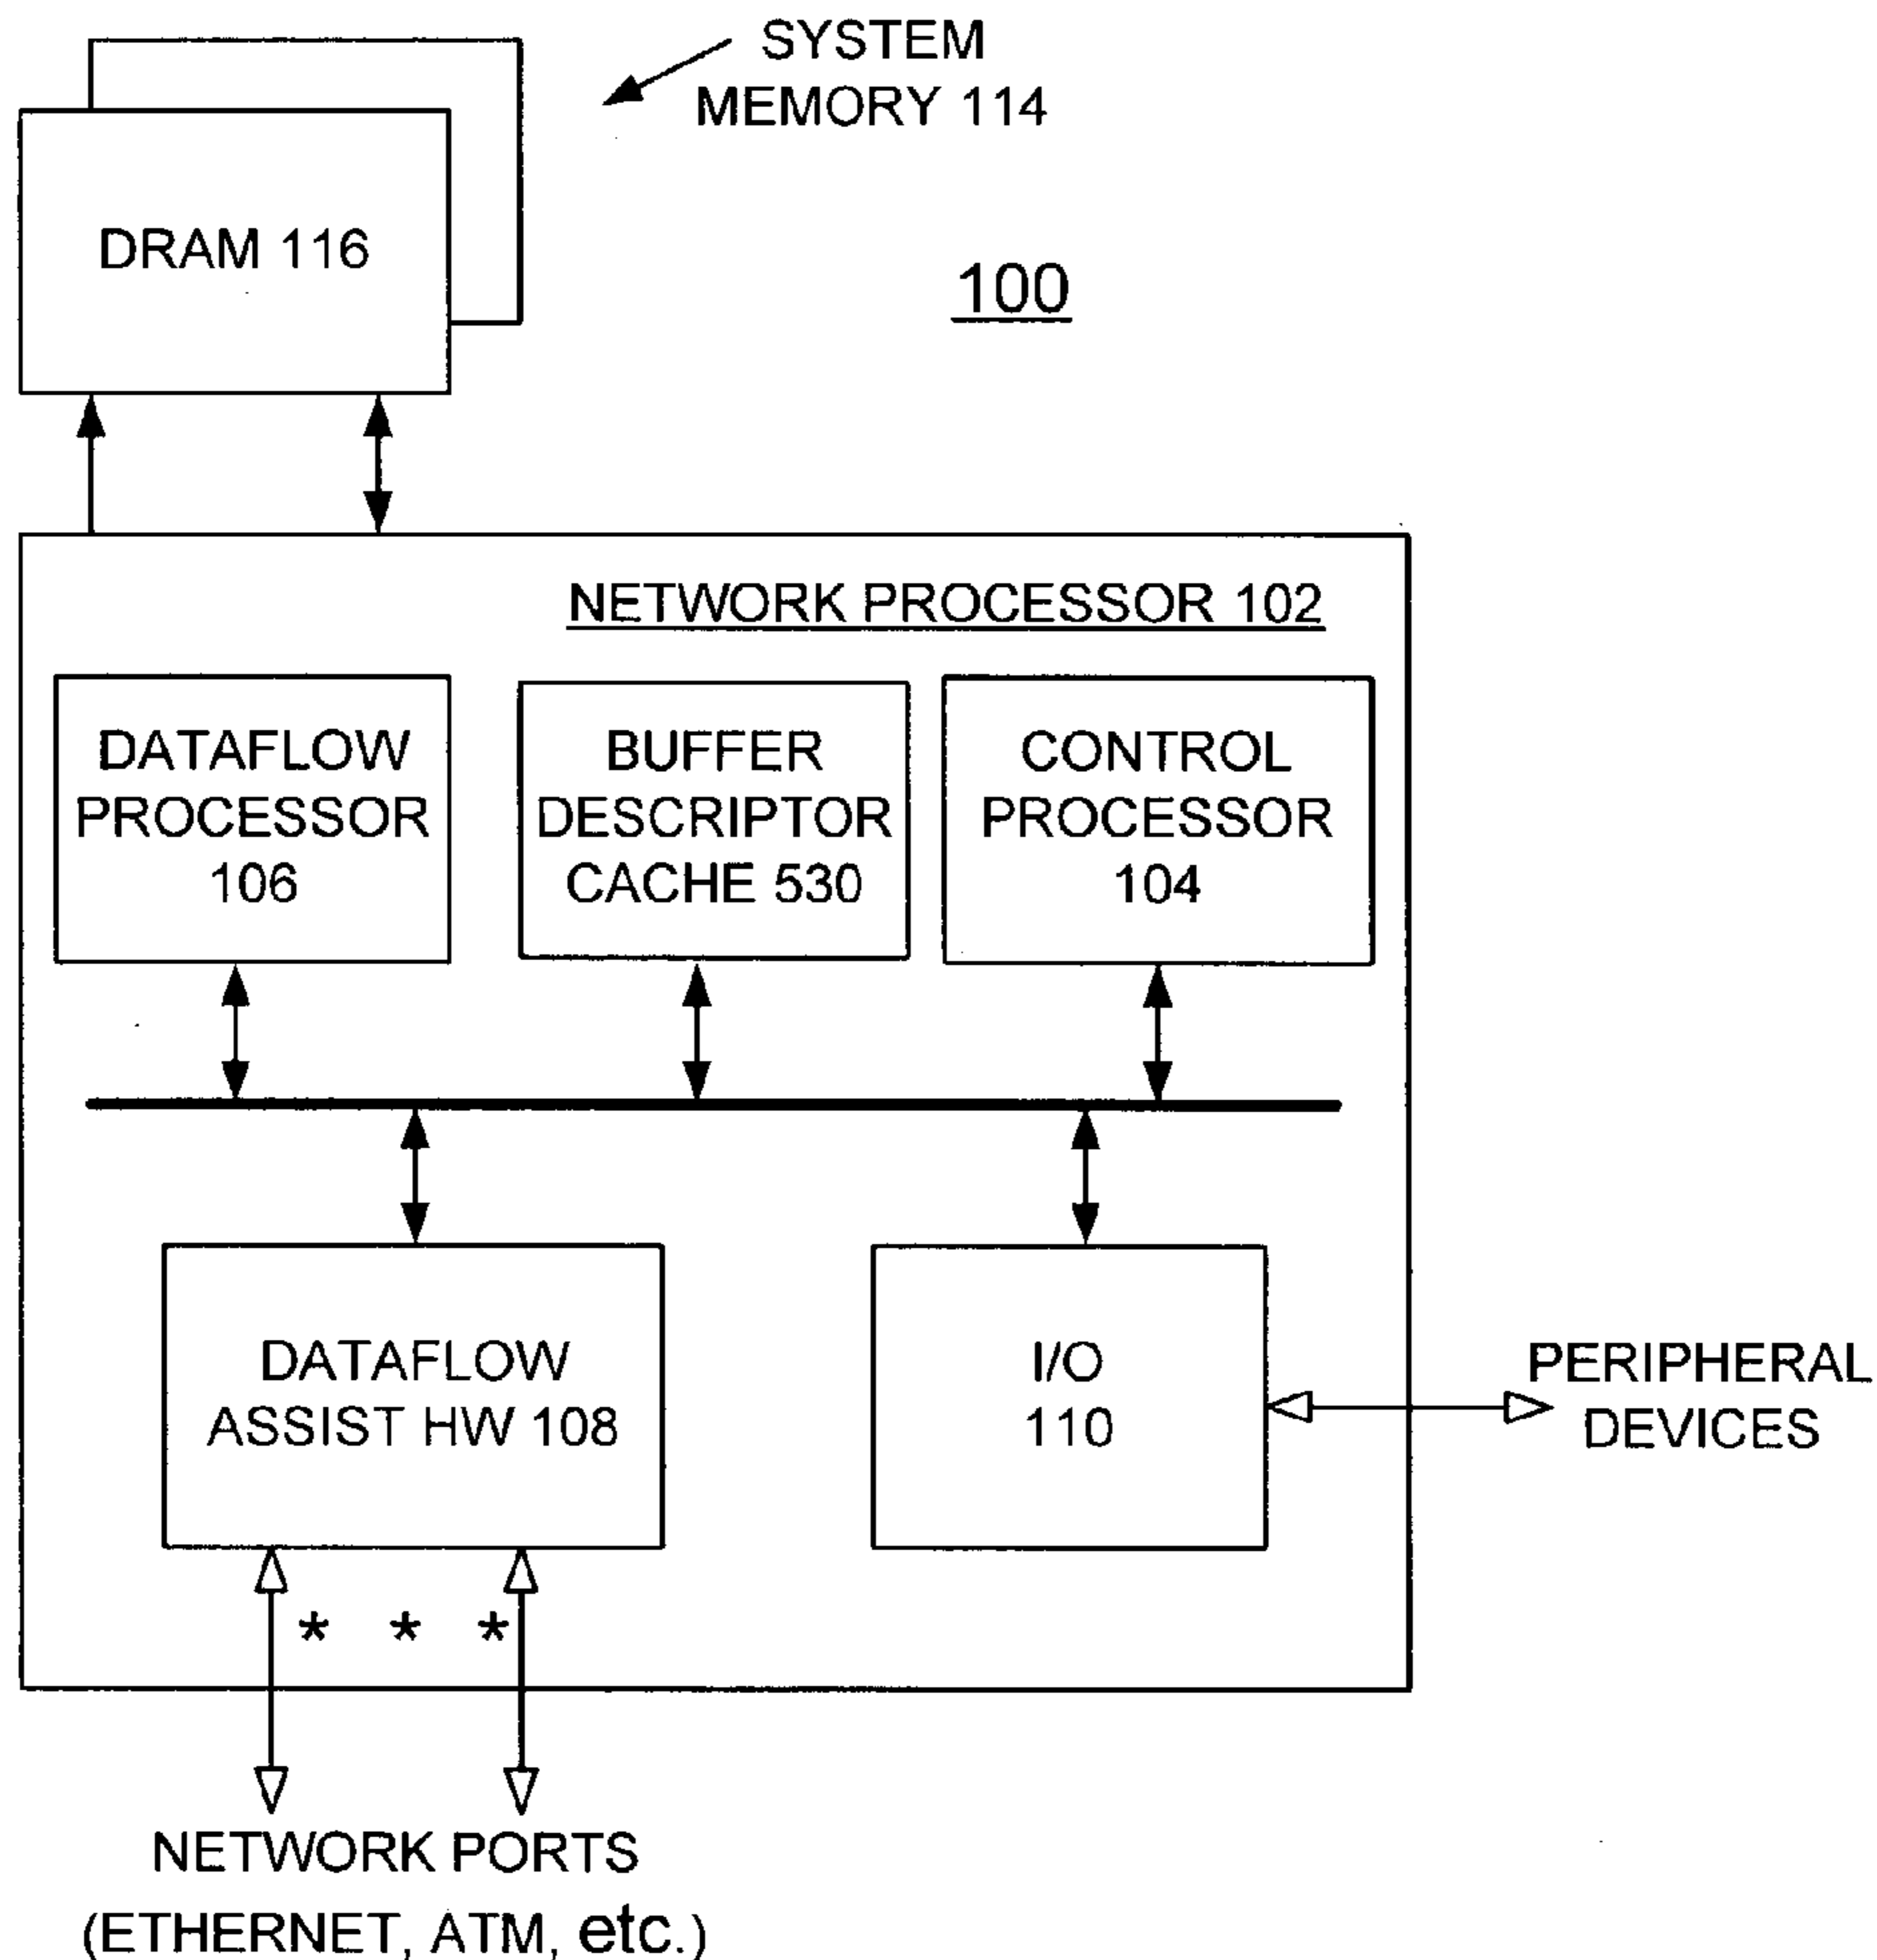 SYSTEM
MEMORY 114
DRAM 116
100
NETWORK PROCESSOR 102
DATAFLOW
PROCESSOR
106
BUFFER
DESCRIPTOR
CACHE 530
CONTROL
PROCESSOR
104
DATAFLOW
ASSIST HW 108
I/O
110
PERIPHERAL
DEVICES
* * *
NETWORK PORTS
(ETHERNET, ATM, etc.)